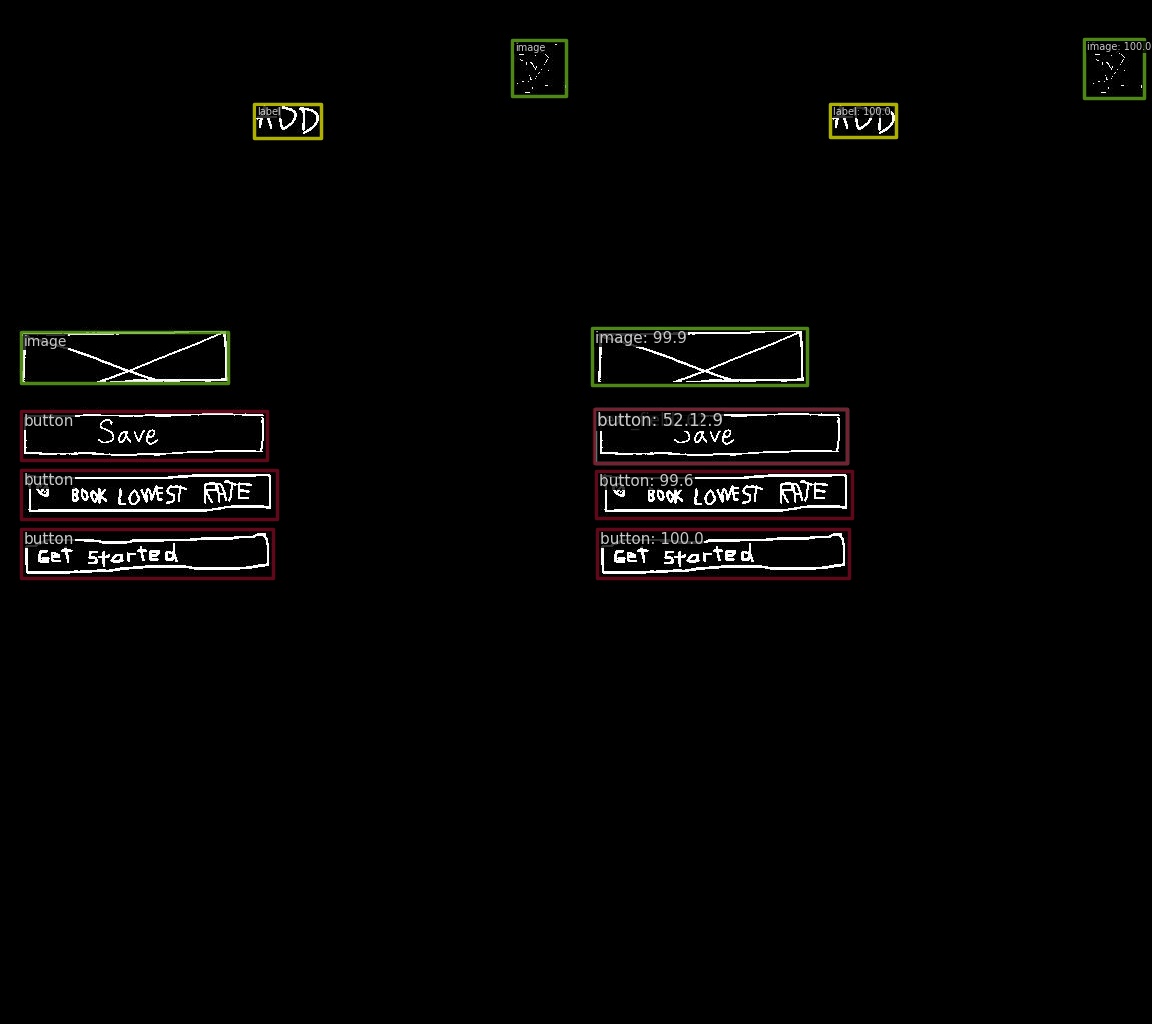 image image: 100.0
label label: 100.0
image image: 99.9
button button: 52.
Save Save
button button: 99.6
BOOK LOWEST RATE BOOK LOWEST RATE
button button: 100.0
GET Started GET Started